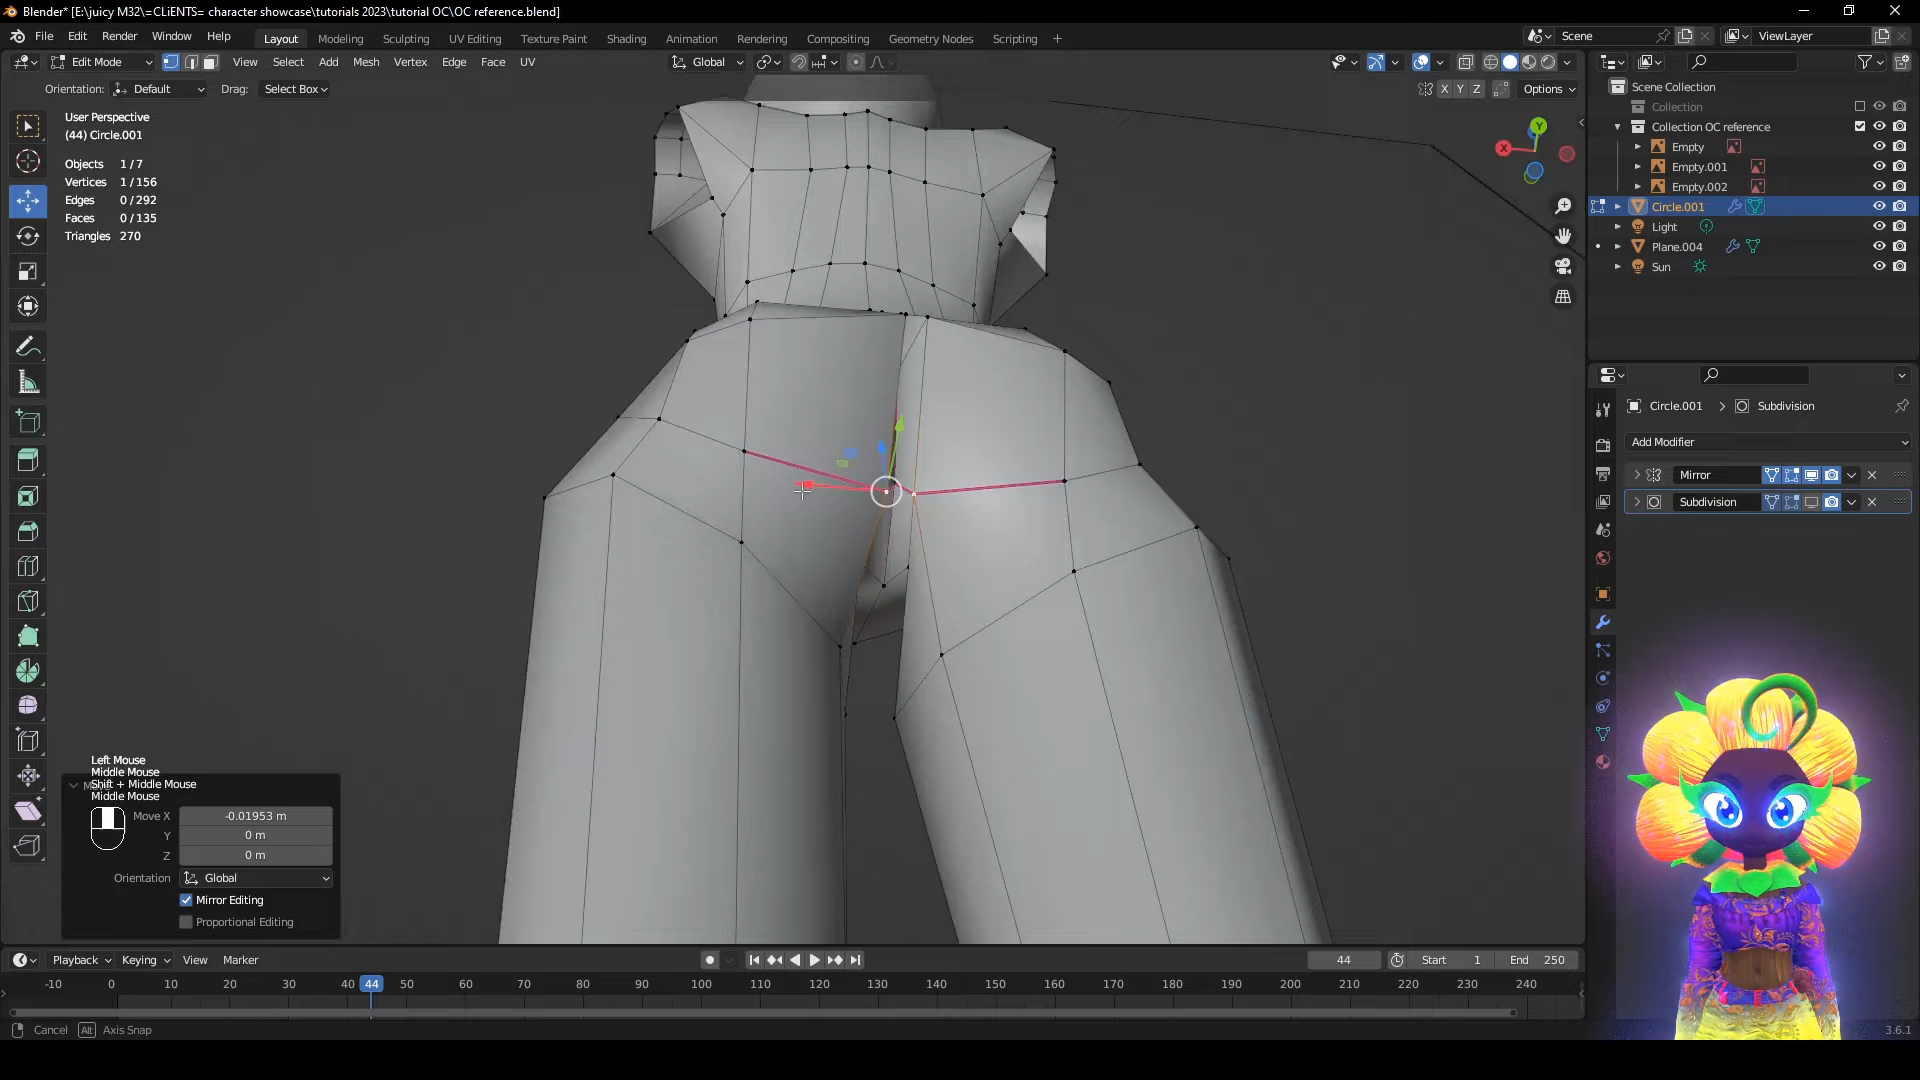 Blender* [E:\juicy M32\=CLiENTS= character showcase\tutorials 2023\tutorial OC\OC reference.blend]
File Edit Render Window Help
Layout Modeling Sculpting UV Editing Texture Paint Shading Animation Rendering Compositing Geometry Nodes Scripting +
Scene
ViewLayer
Edit Mode View Select Add Mesh Vertex Edge Face UV
Global
Orientation: Default Drag: Select Box
X Y Z Options
User Perspective
(44) Circle.001
Objects 1/7
Vertices 1/156
Edges 0/292
Faces 0/135
Triangles 270
Y
X
Scene Collection
Collection
Collection OC reference
Empty
Empty.001
Empty.002
Circle.001
Light
Plane.004
Sun
Circle.001 > Subdivision
Add Modifier
Mirror
Subdivision
Left Mouse
Middle Mouse
Shift + Middle Mouse
Middle Mouse
Move X -0.01953 m
Y 0 m
Z 0 m
Orientation Global
Mirror Editing
Proportional Editing
Playback Keying View Marker
44 Start 1 End 250
-10 0 10 20 30 40 44 50 60 70 80 90 100 110 120 130 140 150 160 170 180 190 200 210 220 230 240
Cancel Alt Axis Snap
3.6.1